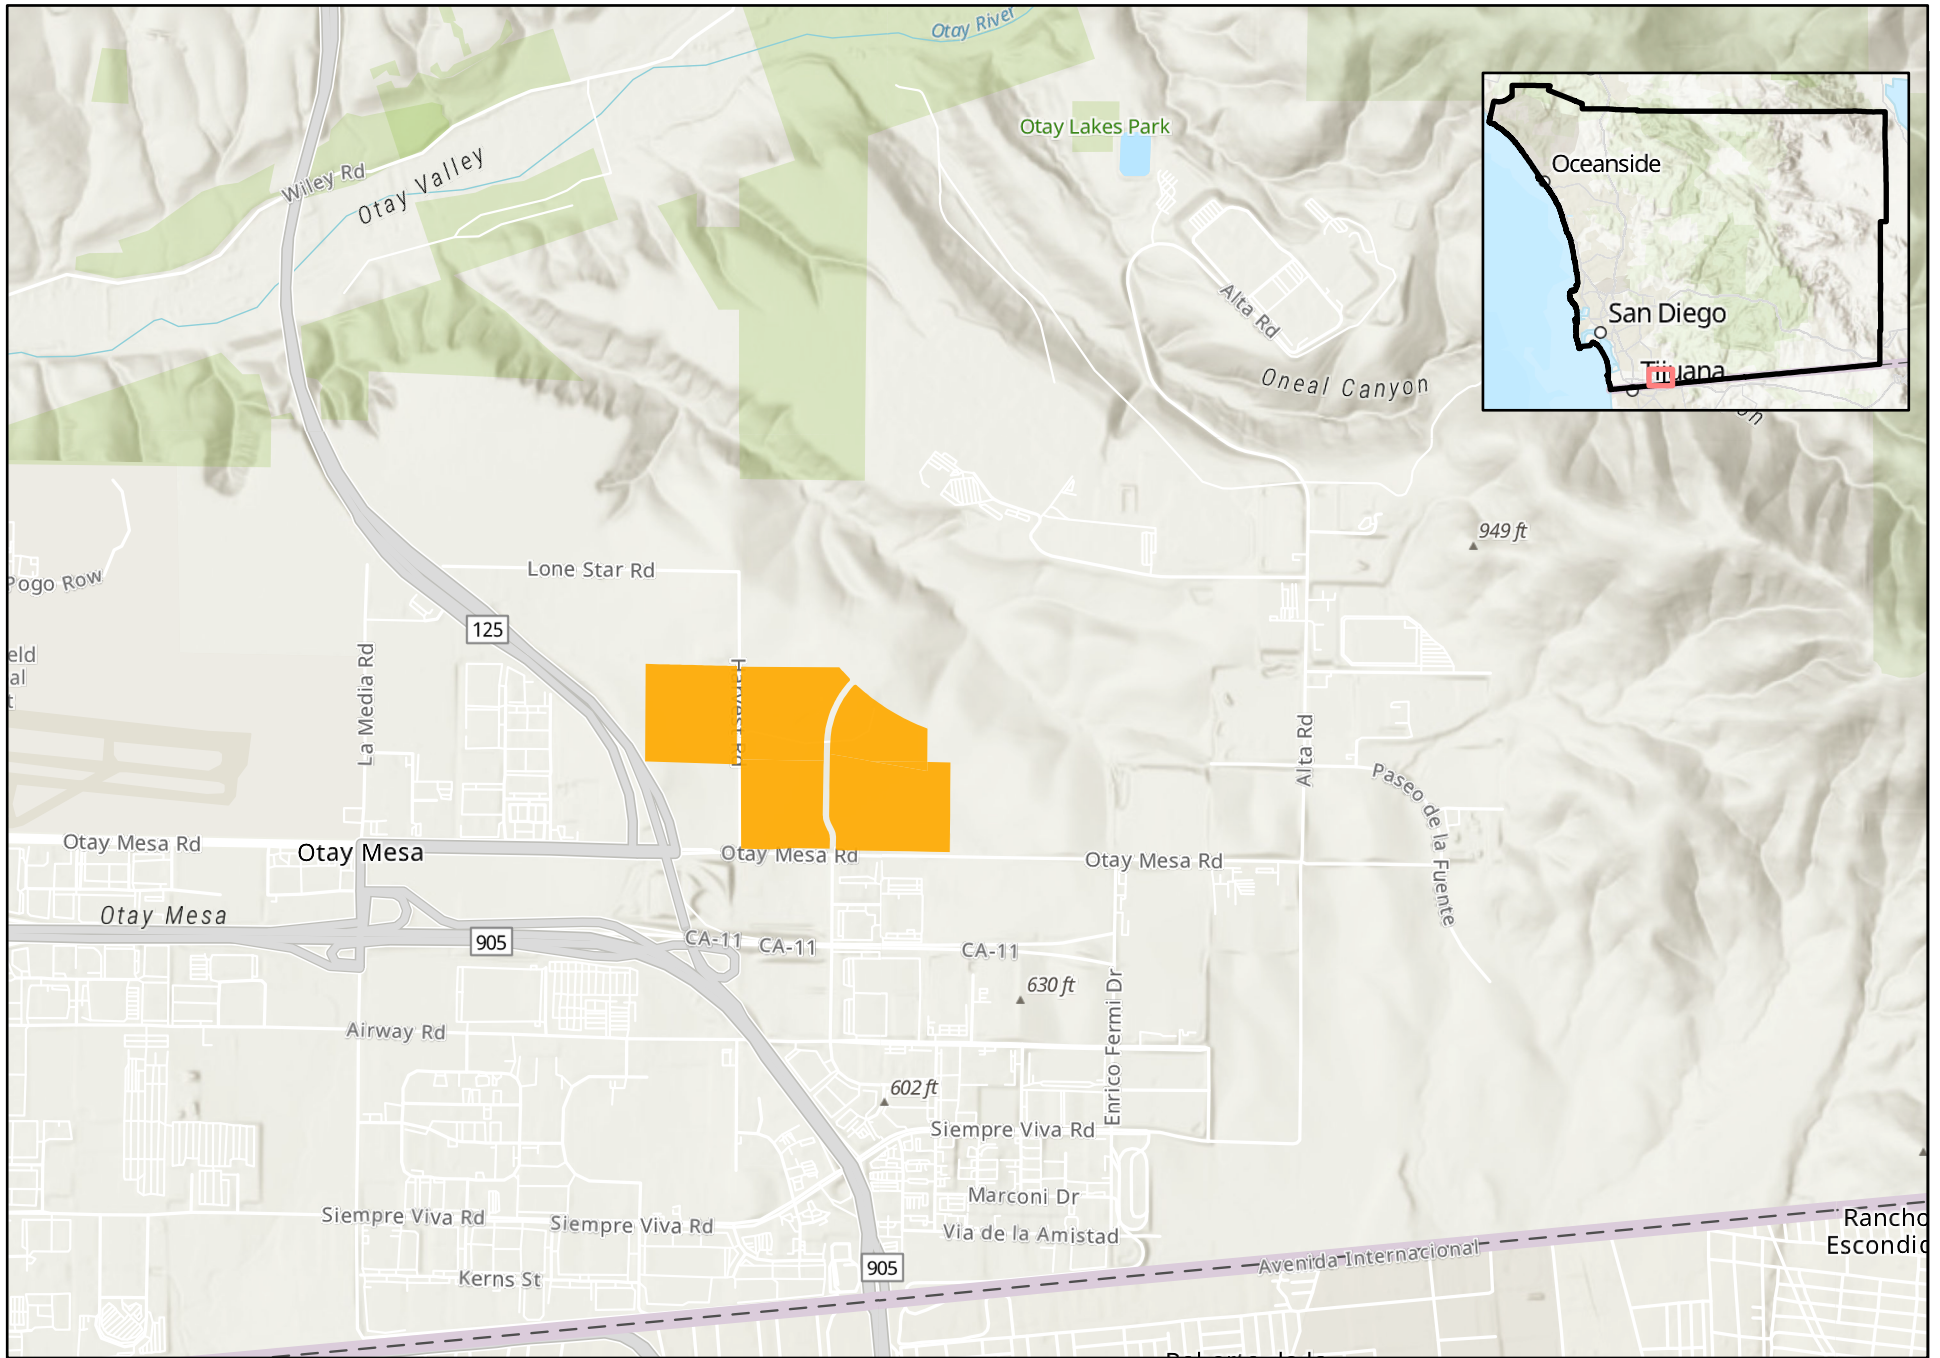 Otay River
Otay Lakes Park
Oceanside
Wiley Rd
Otay Valley
San Diego
Alta Rd
Tijuana
Oneal Canyon
949 ft
Lone Star Rd
Pogo Row
125
La Media Rd
Alta Rd
Paseo de la Fuente
Otay Mesa Rd
Otay Mesa
Otay Mesa Rd
Otay Mesa Rd
Otay Mesa
905
CA-11
CA-11
CA-11
630 ft
Airway Rd
Enrico Fermi Dr
602 ft
Siempre Viva Rd
Marconi Dr
Siempre Viva Rd
Siempre Viva Rd
Via de la Amistad
Rancho
Avenida Internacional
905
Kerns St